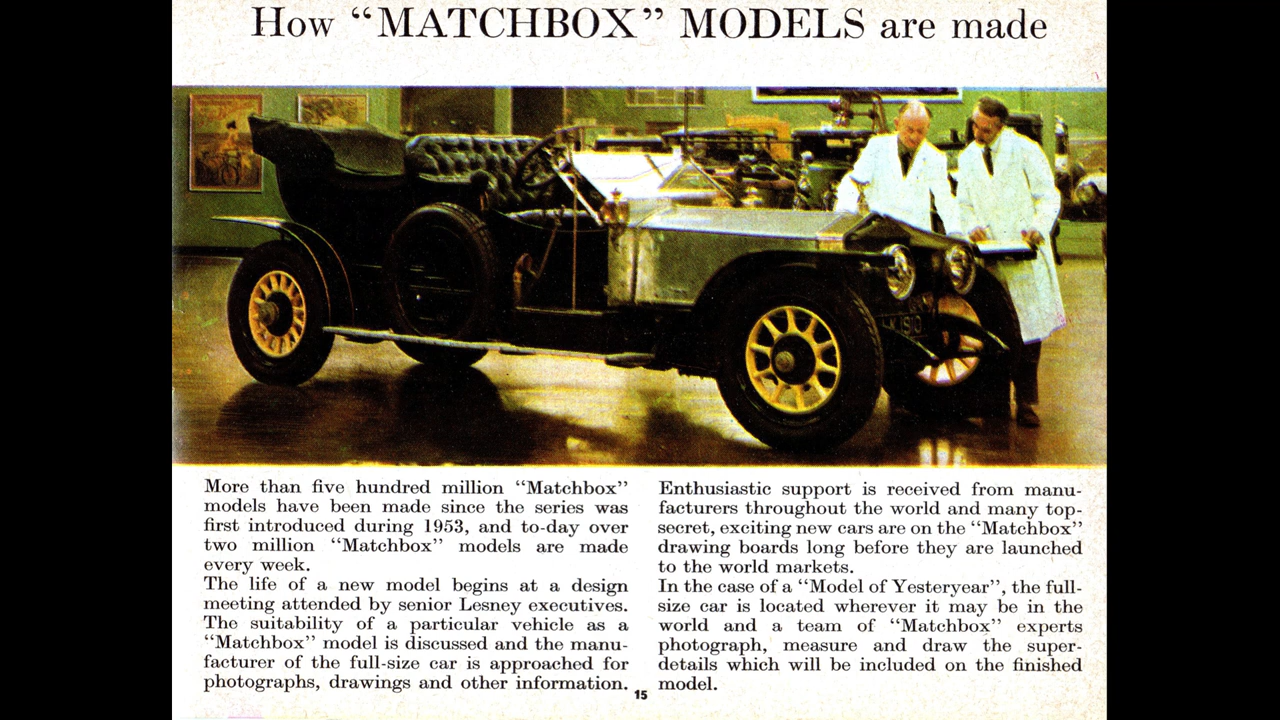 How “MATCHBOX” MODELS are made
More than five hundred million “Matchbox”
models have been made since the series was
first introduced during 1953, and to-day over
two million “Matchbox” models are made
every week.
The life of a new model begins at a design
meeting attended by senior Lesney executives.
The suitability of a particular vehicle as a
“Matchbox” model is discussed and the manu-
facturer of the full-size car is approached for
photographs, drawings and other information.
Enthusiastic support is received from manu-
facturers throughout the world and many top-
secret, exciting new cars are on the “Matchbox”
drawing boards long before they are launched
to the world markets.
In the case of a “Model of Yesteryear”, the full-
size car is located wherever it may be in the
world and a team of “Matchbox” experts
photograph, measure and draw the super-
details which will be included on the finished
model.
15